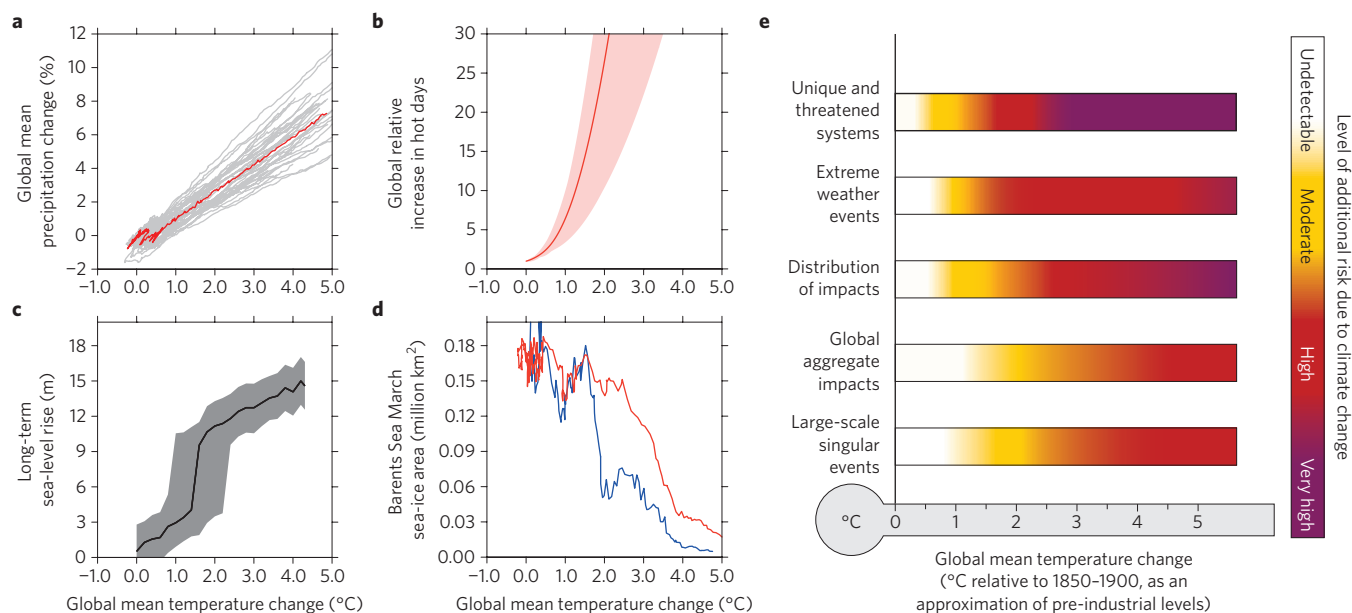 a
Global mean
precipitation change (%)
12
10
8
6
4
2
0
−2
−1.0 0.0 1.0 2.0 3.0 4.0 5.0
b
Global relative
increase in hot days
30
25
20
15
10
5
0
−1.0 0.0 1.0 2.0 3.0 4.0 5.0
c
Long-term
sea-level rise (m)
18
15
12
9
6
3
0
−1.0 0.0 1.0 2.0 3.0 4.0 5.0
Global mean temperature change (°C)
d
Barents Sea March
sea-ice area (million km²)
0.18
0.15
0.12
0.09
0.06
0.03
0.00
−1.0 0.0 1.0 2.0 3.0 4.0 5.0
Global mean temperature change (°C)
e
Unique and
threatened
systems
Extreme
weather
events
Distribution
of impacts
Global
aggregate
impacts
Large-scale
singular
events
°C
0 1 2 3 4 5
Global mean temperature change
(°C relative to 1850–1900, as an
approximation of pre-industrial levels)
Undetectable
Moderate
High
Very high
Level of additional risk due to climate change